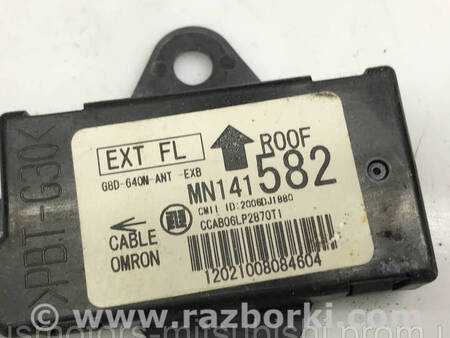 EXT FL
ROOF
G8D-640M-ANT -EXB
MN141582
CMII ID:2006DJ1880
CCAB06LP2870T1
CABLE
OMRON
12021008084604
>PBT-G30<
www.razborki.com